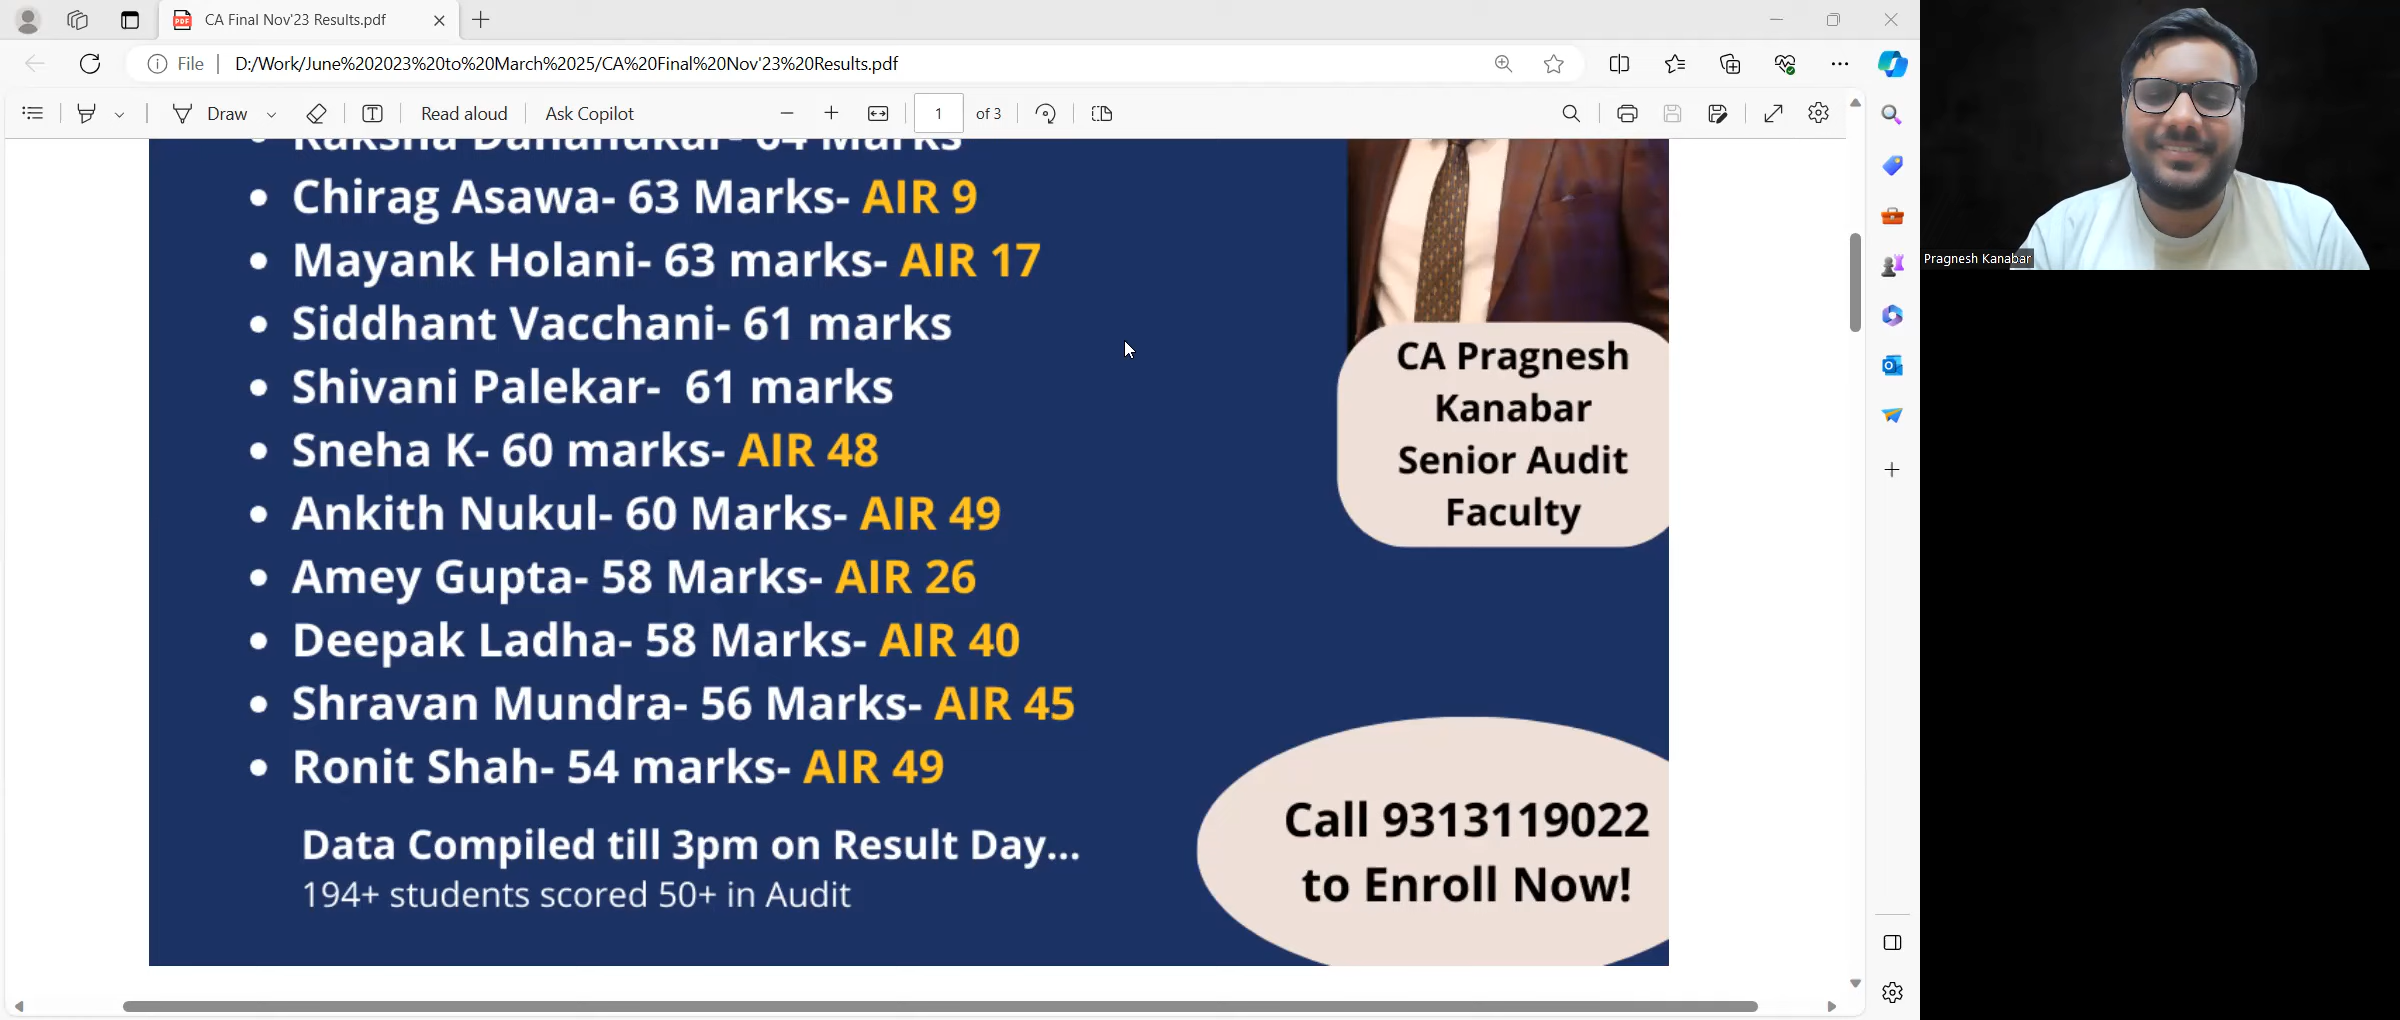 CA Final Nov'23 Results.pdf
File
D:/Work/June%202023%20to%20March%2025/CA%20Final%20Nov'23%20Results.pdf
Draw
Read aloud
Ask Copilot
1
of 3
Raksha Dahanukar- 64 Marks
Chirag Asawa- 63 Marks- AIR 9
Mayank Holani- 63 marks- AIR 17
Siddhant Vacchani- 61 marks
Shivani Palekar-  61 marks
Sneha K- 60 marks- AIR 48
Ankith Nukul- 60 Marks- AIR 49
Amey Gupta- 58 Marks- AIR 26
Deepak Ladha- 58 Marks- AIR 40
Shravan Mundra- 56 Marks- AIR 45
Ronit Shah- 54 marks- AIR 49
Data Compiled till 3pm on Result Day...
194+ students scored 50+ in Audit
CA Pragnesh
Kanabar
Senior Audit
Faculty
Call 9313119022
to Enroll Now!
Pragnesh Kanabar